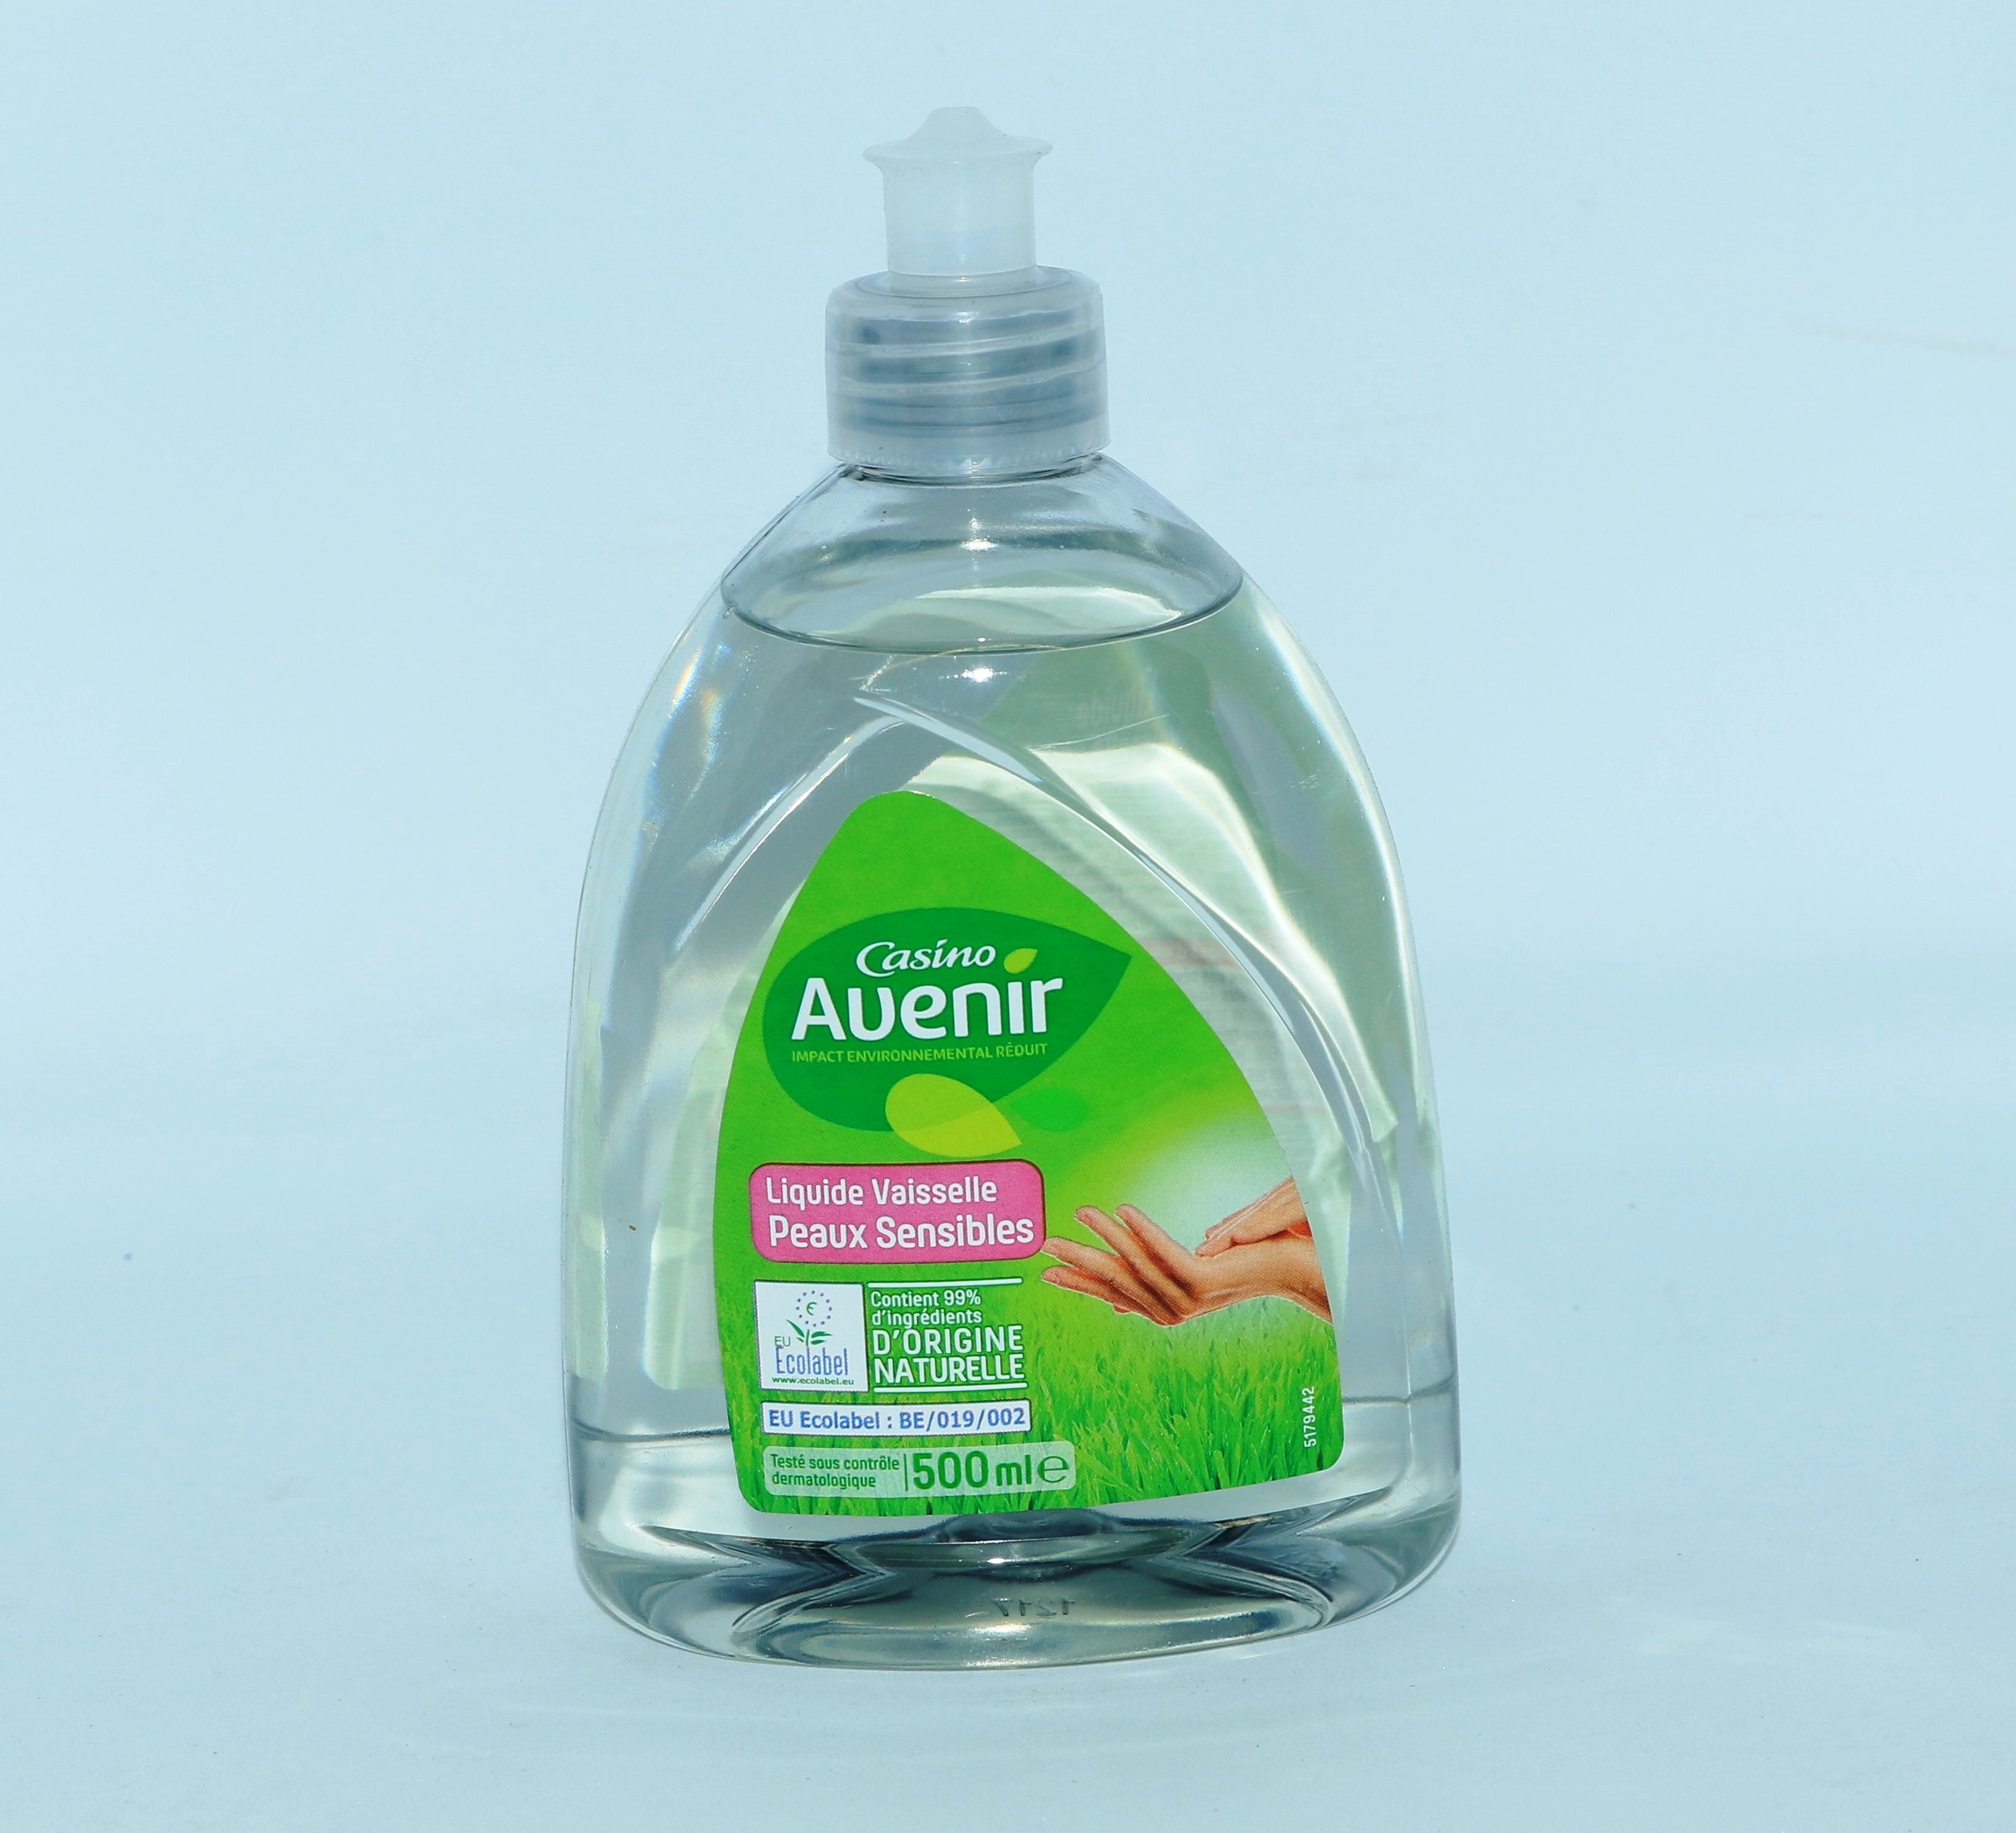 Casino
Avenir
IMPACT ENVIRONNEMENTAL RÉDUIT
Liquide Vaisselle
Peaux Sensibles
EU
Ecolabel
www.ecolabel.eu
Contient 99%
d'ingrédients
D'ORIGINE
NATURELLE
EU Ecolabel : BE/019/002
Testé sous contrôle
dermatologique
500 ml e
5179442
1217